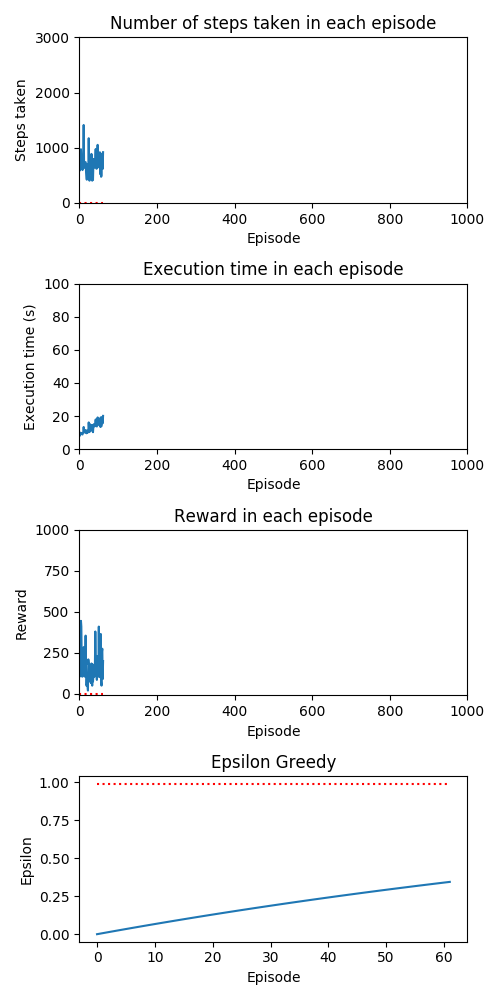 Number of steps taken in each episode
3000
2000
1000
0
Steps taken
0 200 400 600 800 1000
Episode
Execution time in each episode
100
80
60
40
20
0
Execution time (s)
0 200 400 600 800 1000
Episode
Reward in each episode
1000
750
500
250
0
Reward
0 200 400 600 800 1000
Episode
Epsilon Greedy
1.00
0.75
0.50
0.25
0.00
Epsilon
0 10 20 30 40 50 60
Episode